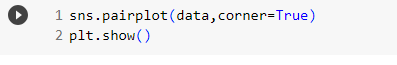 1 sns.pairplot(data,corner=True)
2 plt.show()